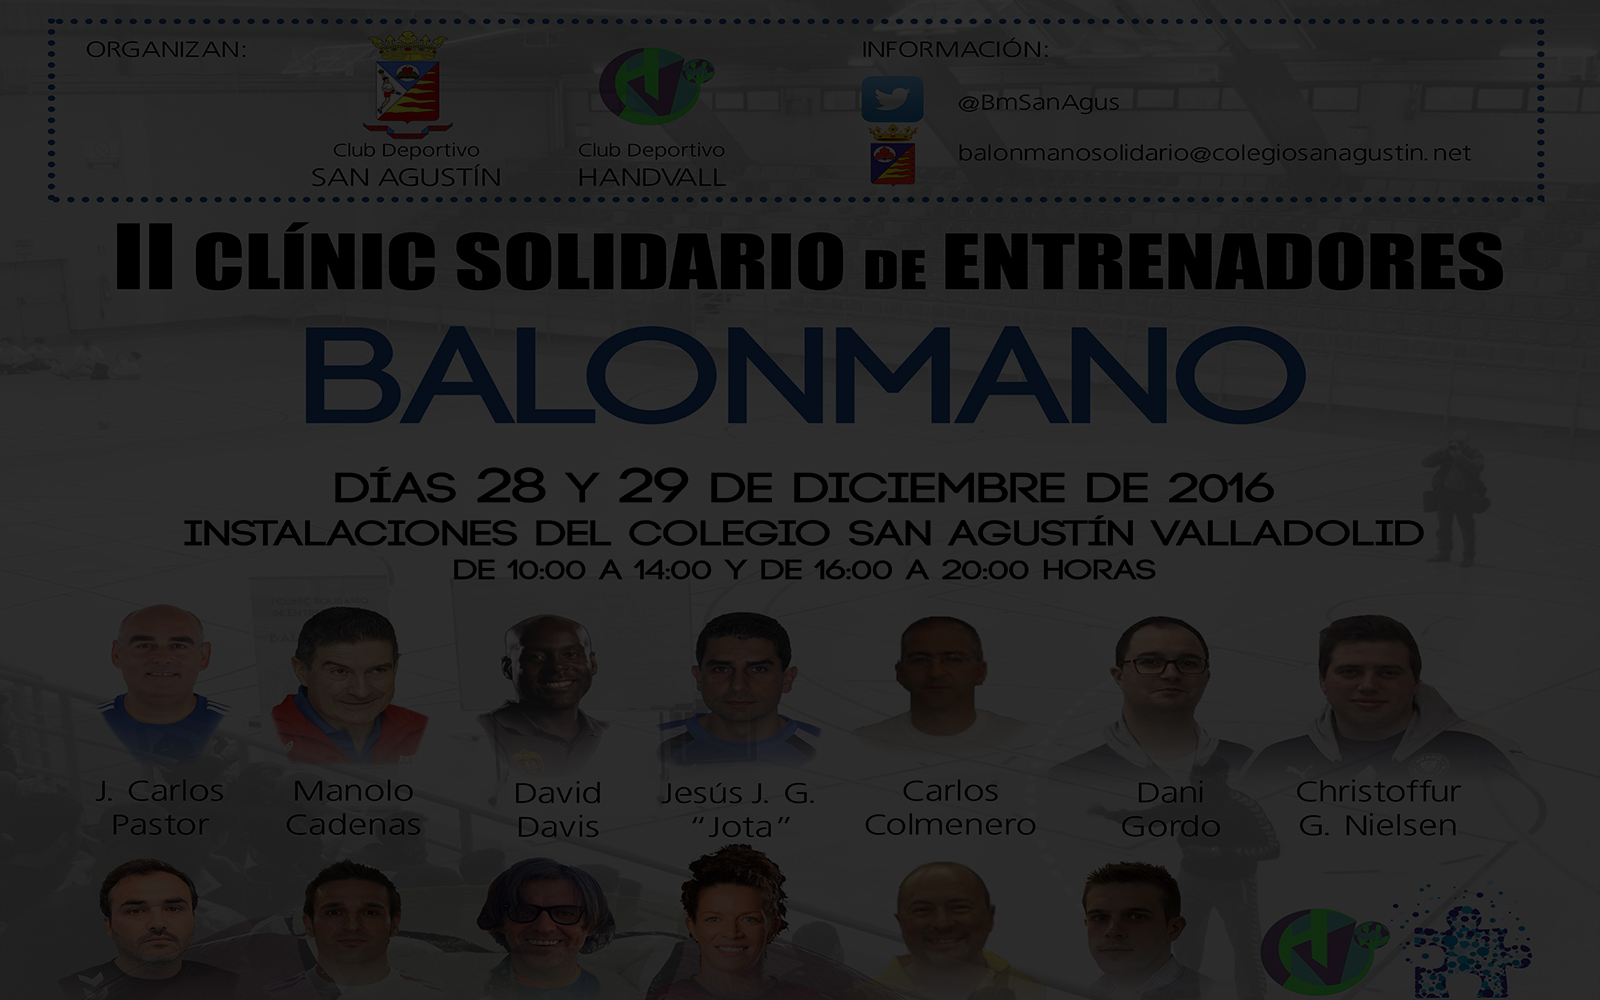 ORGANIZAN:
Club Deportivo
SAN AGUSTÍN
Club Deportivo
HANDVALL
INFORMACIÓN:
@BmSanAgus
balonmanosolidario@colegiosanagustin.net
II CLÍNIC SOLIDARIO DE ENTRENADORES
BALONMANO
DÍAS 28 Y 29 DE DICIEMBRE DE 2016
INSTALACIONES DEL COLEGIO SAN AGUSTÍN VALLADOLID
DE 10:00 A 14:00 Y DE 16:00 A 20:00 HORAS
J. Carlos
Pastor
Manolo
Cadenas
David
Davis
Jesús J. G.
“Jota”
Carlos
Colmenero
Dani
Gordo
Christoffur
G. Nielsen